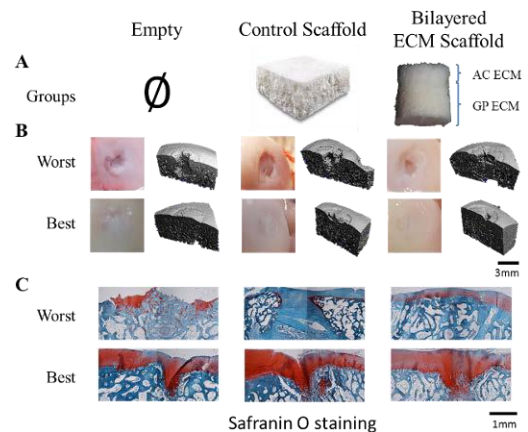 Empty
Control Scaffold
Bilayered
ECM Scaffold
A
Groups
Ø
AC ECM
GP ECM
B
Worst
Best
3mm
C
Worst
Best
Safranin O staining
1mm